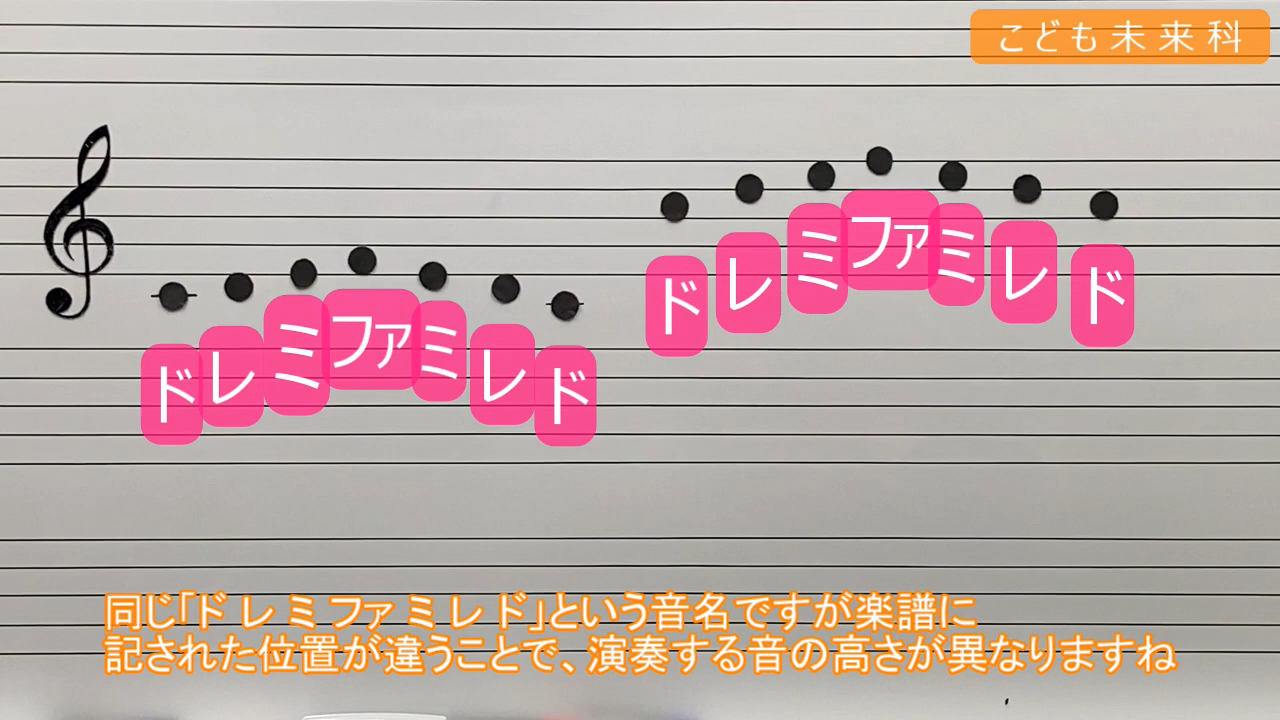 こども未来科
ドレミファミレド
ドレミファミレド
同じ「ドレミファミレド」という音名ですが楽譜に
記された位置が違うことで、演奏する音の高さが異なりますね